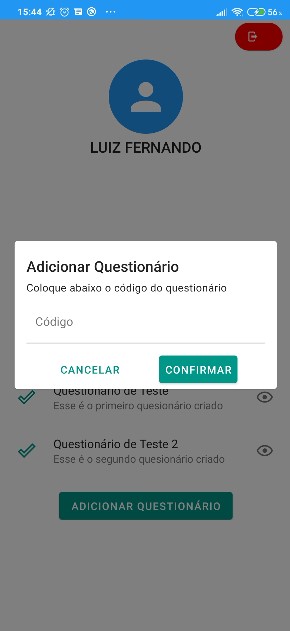 15:44 ... 56
LUIZ FERNANDO
Adicionar Questionário
Coloque abaixo o código do questionário
Código
CANCELAR CONFIRMAR
Questionário de Teste
Esse é o primeiro quesionário criado
Questionário de Teste 2
Esse é o segundo quesionário criado
ADICIONAR QUESTIONÁRIO